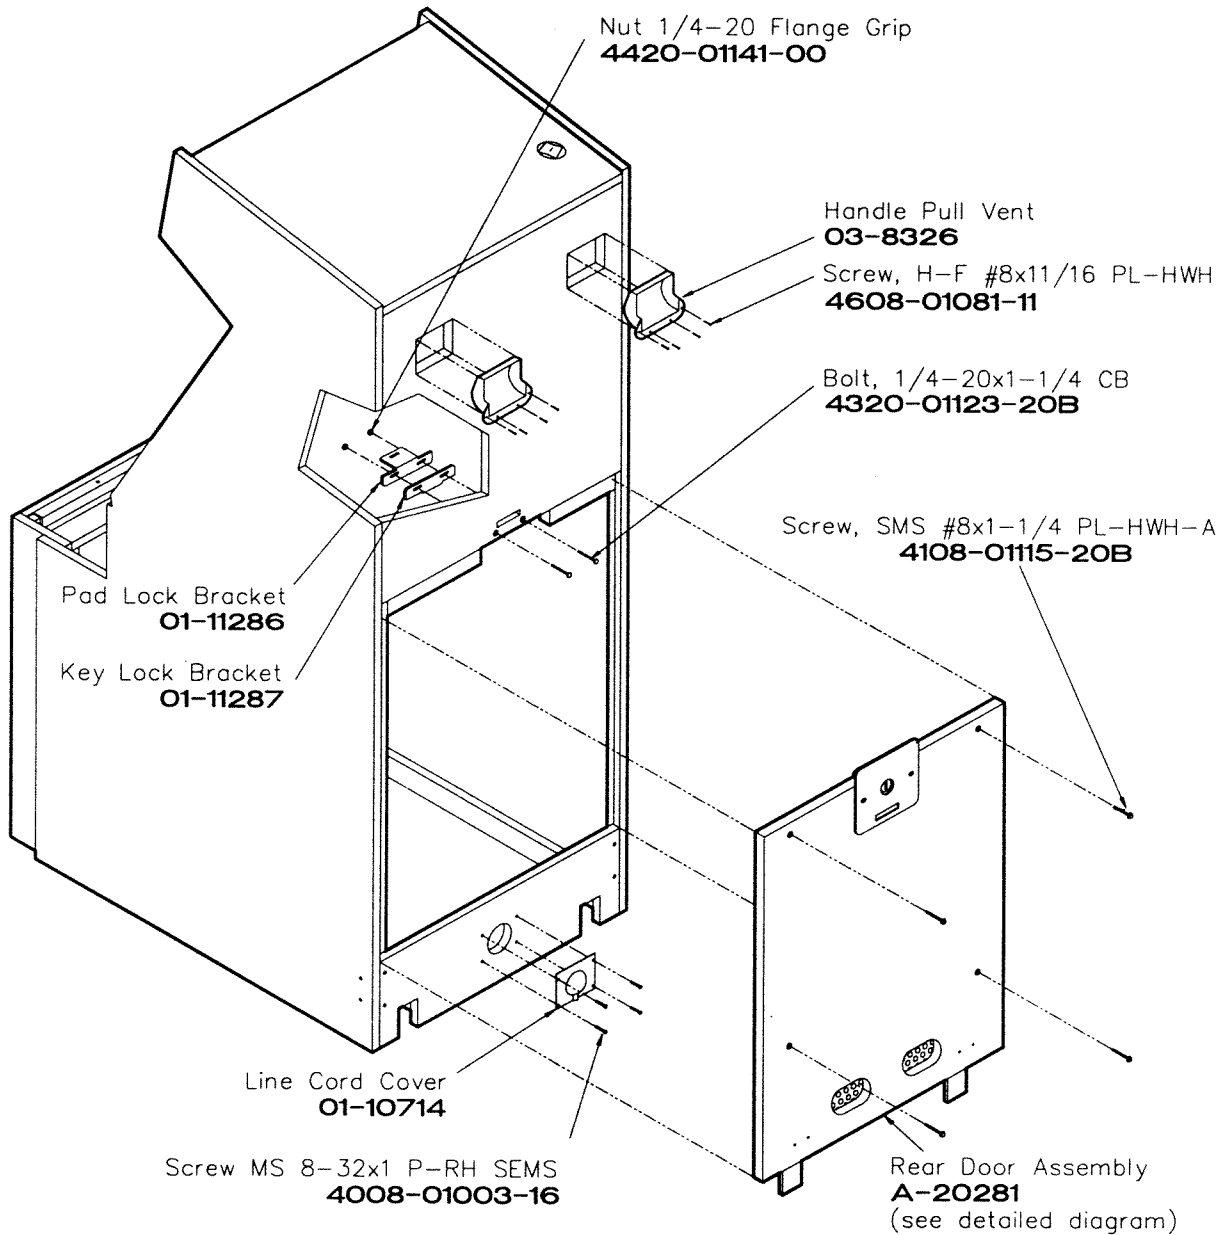 Nut 1/4-20 Flange Grip
4420-01141-00
Handle Pull Vent
03-8326
Screw, H-F #8x11/16 PL-HWH
4608-01081-11
Bolt, 1/4-20x1-1/4 CB
4320-01123-20B
Screw, SMS #8x1-1/4 PL-HWH-A
4108-01115-20B
Pad Lock Bracket
01-11286
Key Lock Bracket
01-11287
Line Cord Cover
01-10714
Screw MS 8-32x1 P-RH SEMS
4008-01003-16
Rear Door Assembly
A-20281
(see detailed diagram)